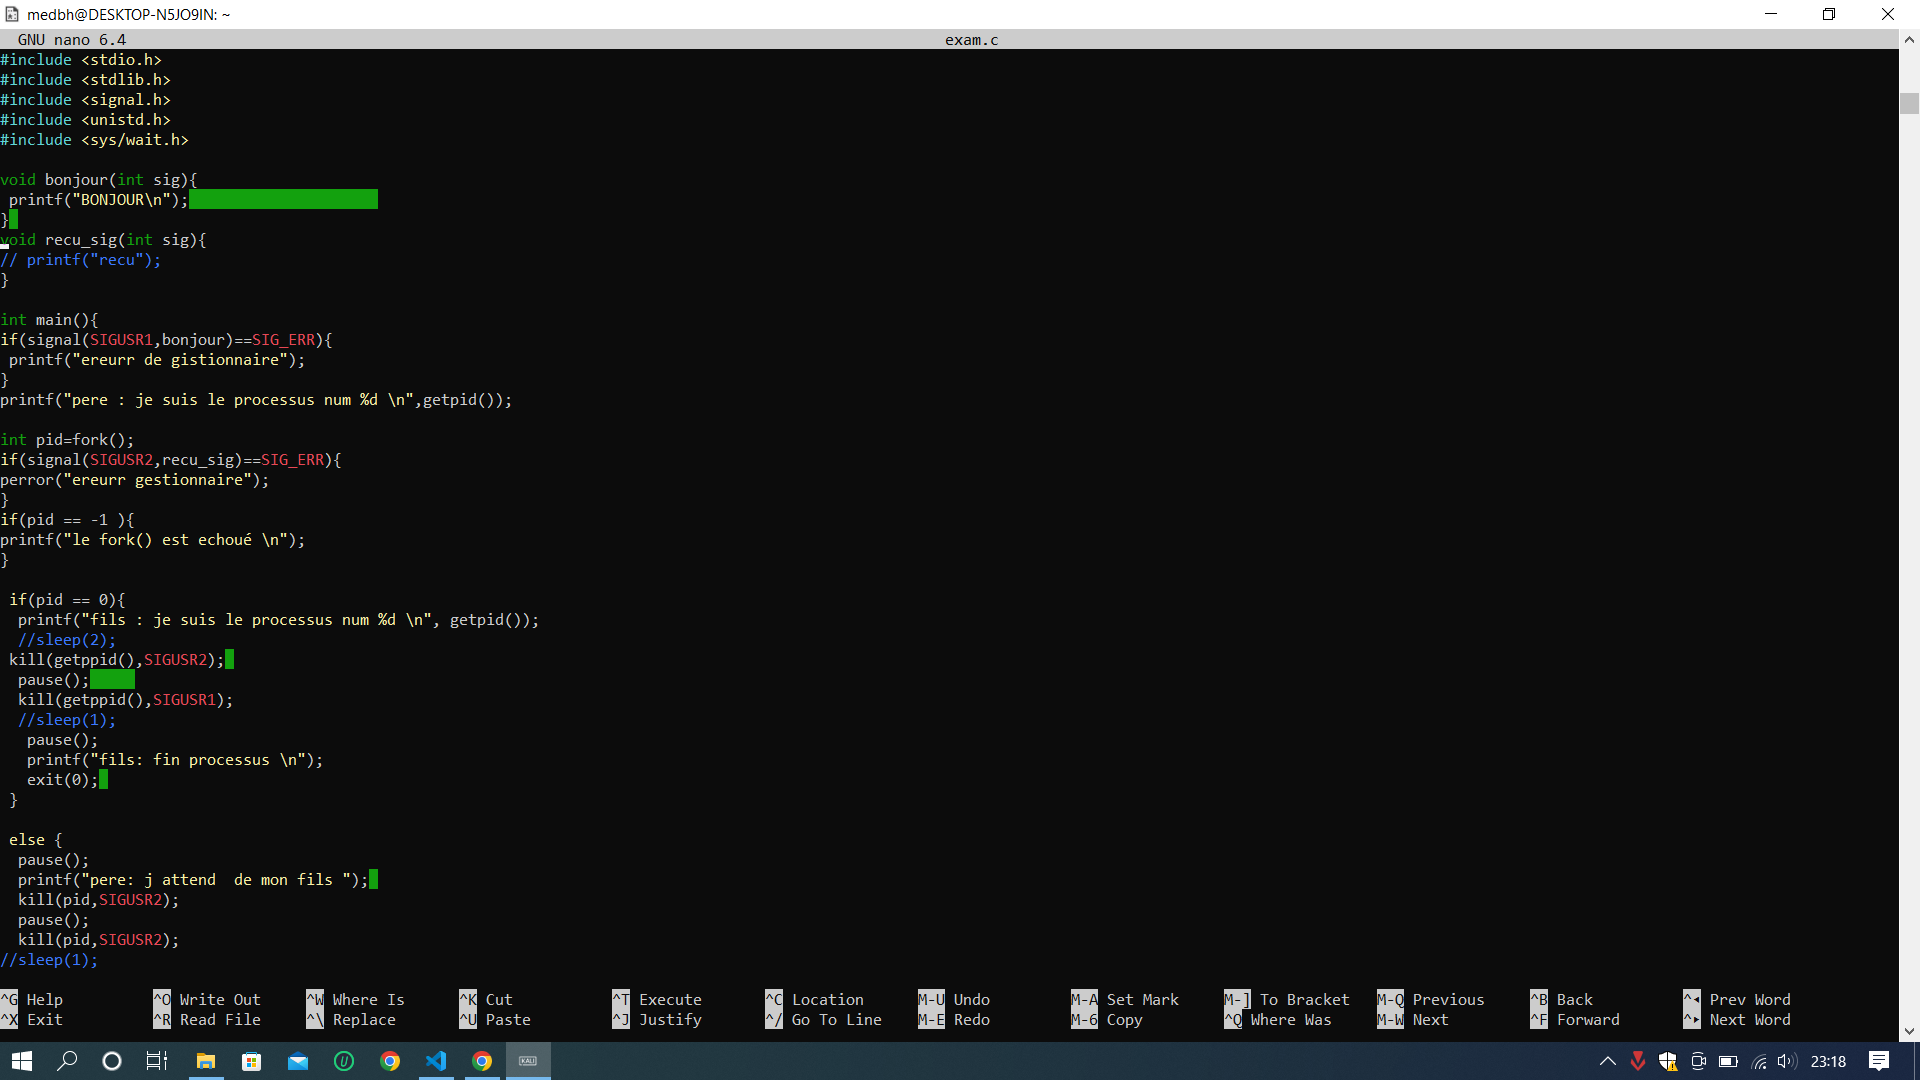 medbh@DESKTOP-N5JO9IN: ~
GNU nano 6.4 exam.c
#include <stdio.h>
#include <stdlib.h>
#include <signal.h>
#include <unistd.h>
#include <sys/wait.h>
void bonjour(int sig){
printf("BONJOUR\n");
}
void recu_sig(int sig){
// printf("recu");
}
int main(){
if(signal(SIGUSR1,bonjour)==SIG_ERR){
printf("ereurr de gistionnaire");
}
printf("pere : je suis le processus num %d \n",getpid());
int pid=fork();
if(signal(SIGUSR2,recu_sig)==SIG_ERR){
perror("ereurr gestionnaire");
}
if(pid == -1 ){
printf("le fork() est echoué \n");
}
if(pid == 0){
printf("fils : je suis le processus num %d \n", getpid());
//sleep(2);
kill(getppid(),SIGUSR2);
pause();
kill(getppid(),SIGUSR1);
//sleep(1);
pause();
printf("fils: fin processus \n");
exit(0);
}
else {
pause();
printf("pere: j attend  de mon fils ");
kill(pid,SIGUSR2);
pause();
kill(pid,SIGUSR2);
//sleep(1);
^G Help ^O Write Out ^W Where Is ^K Cut ^T Execute ^C Location M-U Undo M-A Set Mark M-] To Bracket M-Q Previous ^B Back ^◂ Prev Word
^X Exit ^R Read File ^\ Replace ^U Paste ^J Justify ^/ Go To Line M-E Redo M-6 Copy ^Q Where Was M-W Next ^F Forward ^▸ Next Word
KALI
23:18